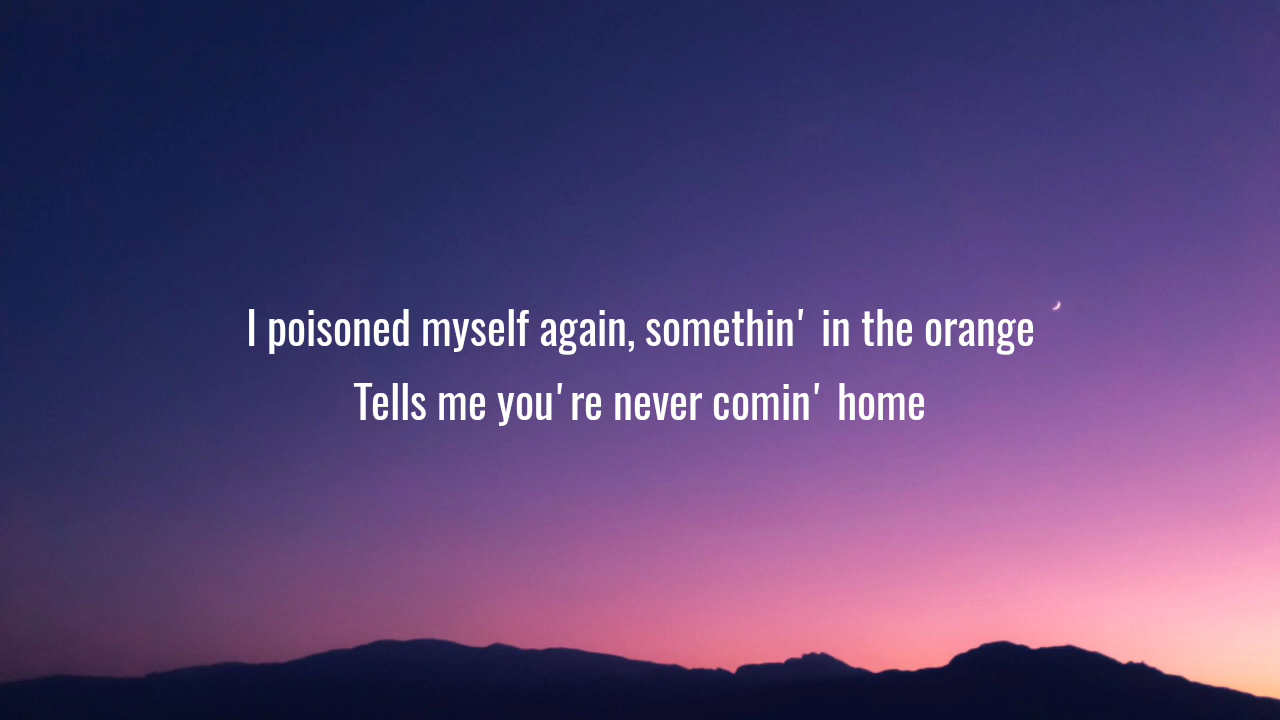 I poisoned myself again, somethin' in the orange
Tells me you're never comin' home